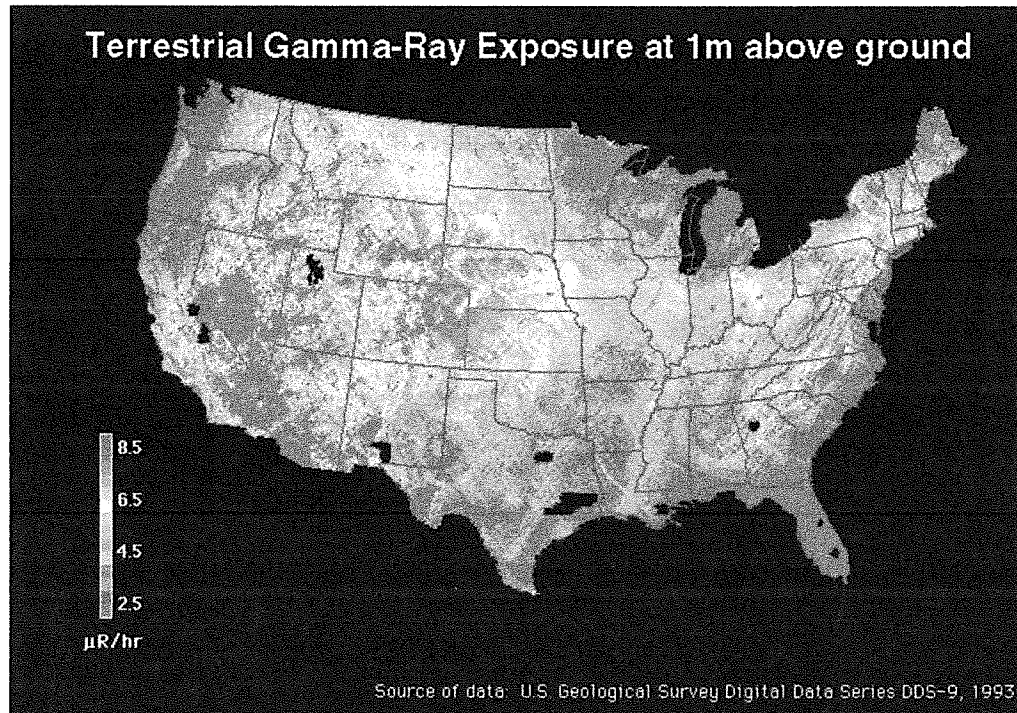 Terrestrial Gamma-Ray Exposure at 1m above ground
8.5
6.5
4.5
2.5
µR/hr
Source of data: U.S. Geological Survey Digital Data Series DDS-9, 1993